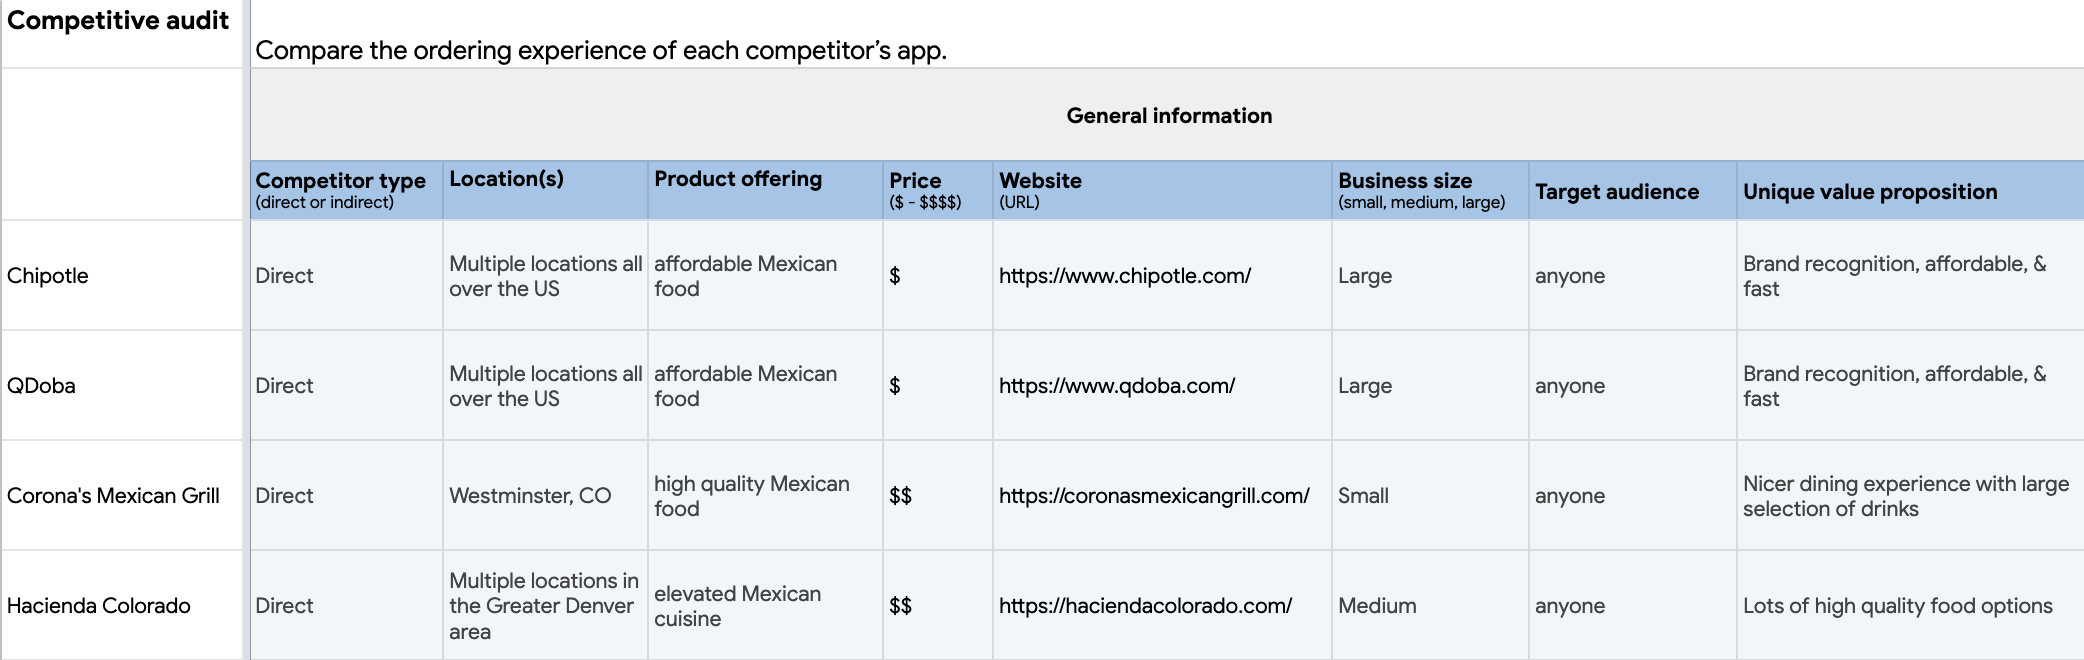 Competitive audit
Compare the ordering experience of each competitor’s app.
General information
Competitor type
(direct or indirect)
Location(s)
Product offering
Price
($ - $$$$)
Website
(URL)
Business size
(small, medium, large)
Target audience
Unique value proposition
Chipotle
Direct
Multiple locations all
over the US
affordable Mexican
food
$
https://www.chipotle.com/
Large
anyone
Brand recognition, affordable, &
fast
QDoba
Direct
Multiple locations all
over the US
affordable Mexican
food
$
https://www.qdoba.com/
Large
anyone
Brand recognition, affordable, &
fast
Corona's Mexican Grill
Direct
Westminster, CO
high quality Mexican
food
$$
https://coronasmexicangrill.com/
Small
anyone
Nicer dining experience with large
selection of drinks
Hacienda Colorado
Direct
Multiple locations in
the Greater Denver
area
elevated Mexican
cuisine
$$
https://haciendacolorado.com/
Medium
anyone
Lots of high quality food options